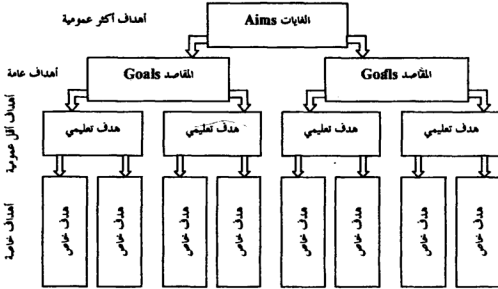 أهداف أكثر عمومية
الغايات Aims
أهداف عامة
المقاصد Goals
المقاصد Goals
أهداف أقل عمومية
هدف تعليمي
هدف تعليمي
هدف تعليمي
هدف تعليمي
أهداف خاصة
هدف خاص
هدف خاص
هدف خاص
هدف خاص
هدف خاص
هدف خاص
هدف خاص
هدف خاص